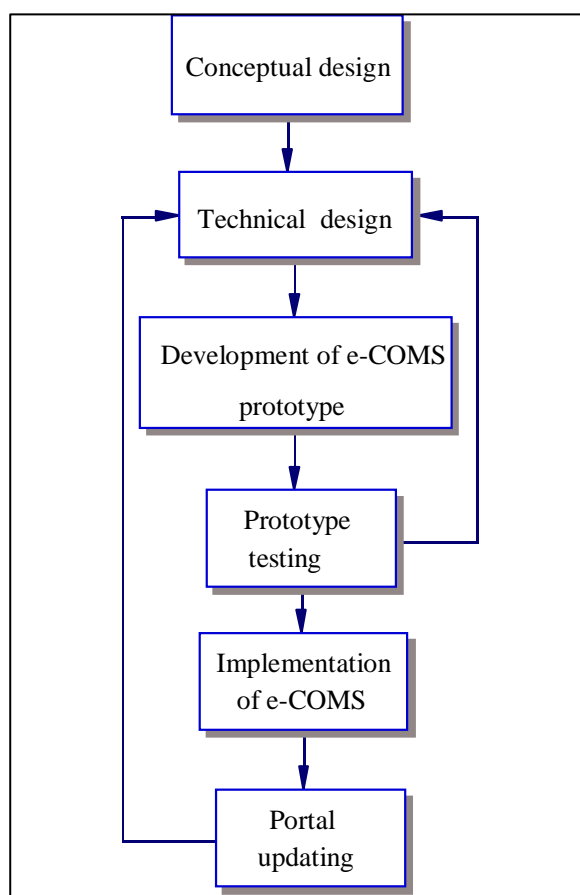 Conceptual design
Technical design
Development of e-COMS
prototype
Prototype
testing
Implementation
of e-COMS
Portal
updating